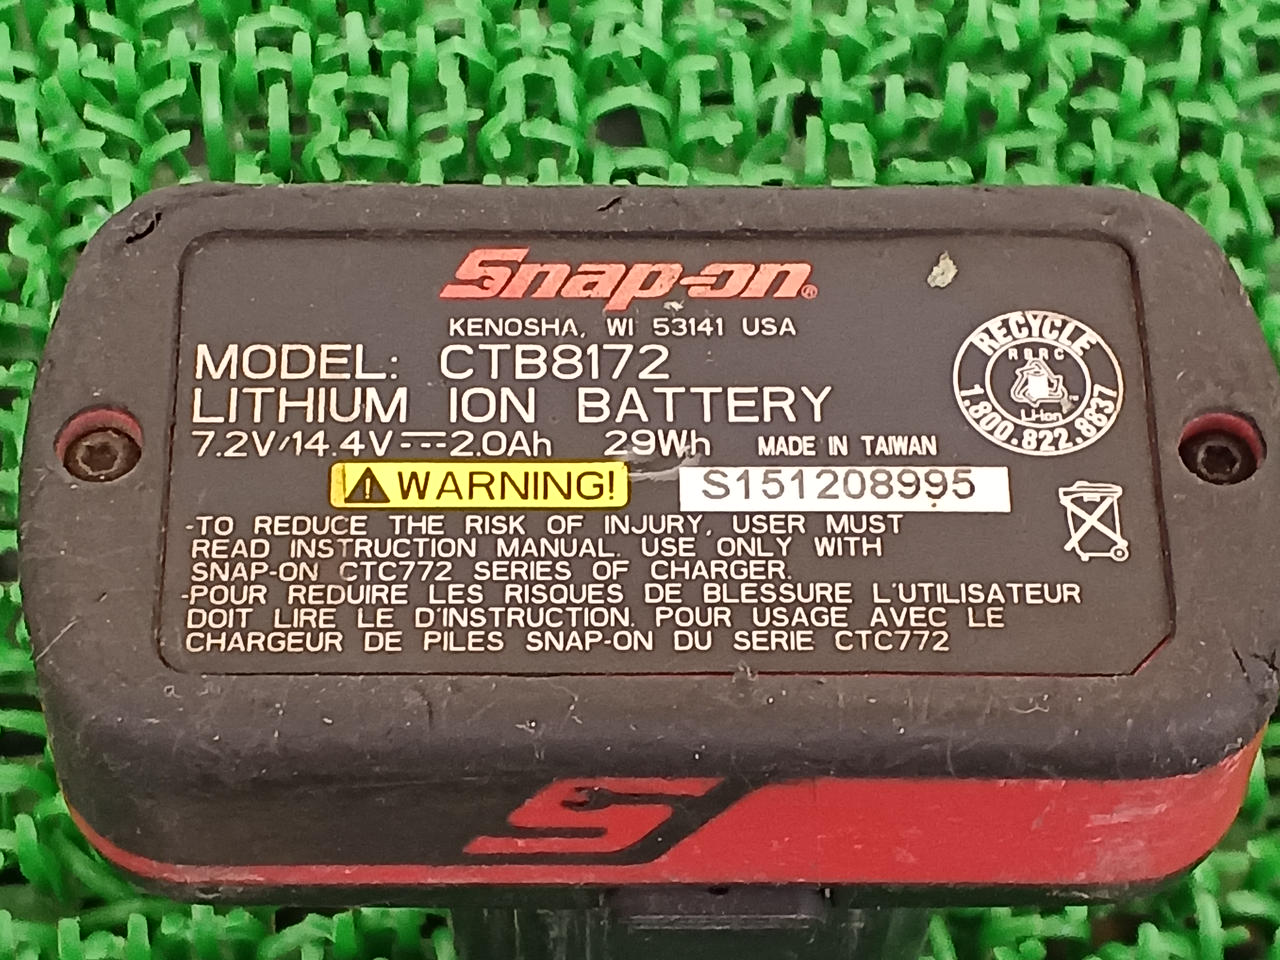 Snap-on®
KENOSHA, WI 53141 USA
MODEL: CTB8172
LITHIUM ION BATTERY
7.2V/14.4V⎓2.0Ah 29Wh MADE IN TAIWAN
RECYCLE
RBRC
Li-Ion ™
1.800.822.8837
⚠WARNING!
S151208995
-TO REDUCE THE RISK OF INJURY, USER MUST
READ INSTRUCTION MANUAL. USE ONLY WITH
SNAP-ON CTC772 SERIES OF CHARGER.
-POUR REDUIRE LES RISQUES DE BLESSURE L'UTILISATEUR
DOIT LIRE LE D'INSTRUCTION. POUR USAGE AVEC LE
CHARGEUR DE PILES SNAP-ON DU SERIE CTC772
S